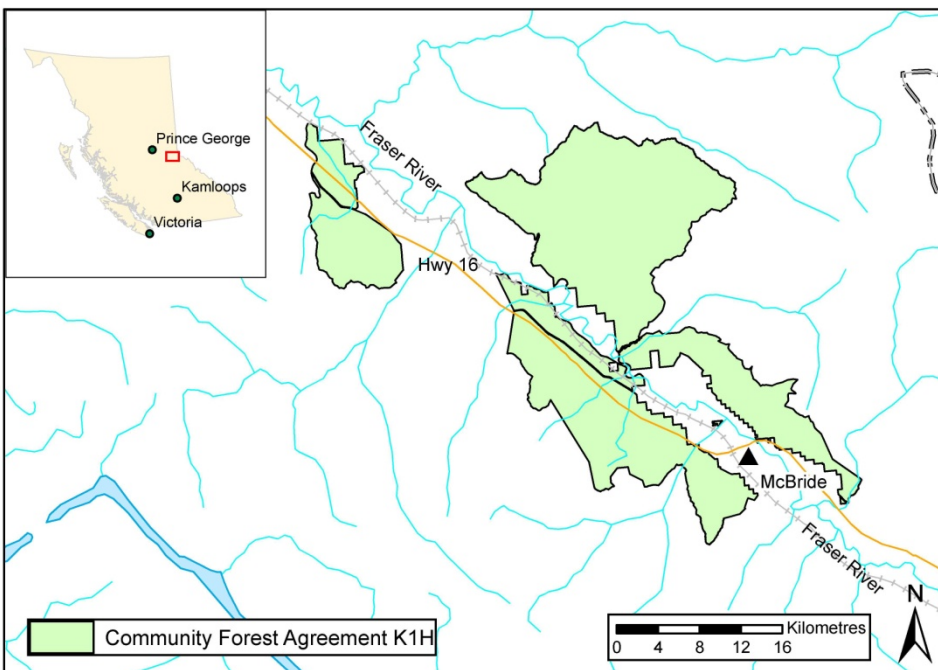 Prince George
Kamloops
Victoria
Fraser River
Hwy 16
McBride
Fraser River
N
Community Forest Agreement K1H
Kilometres
0 4 8 12 16